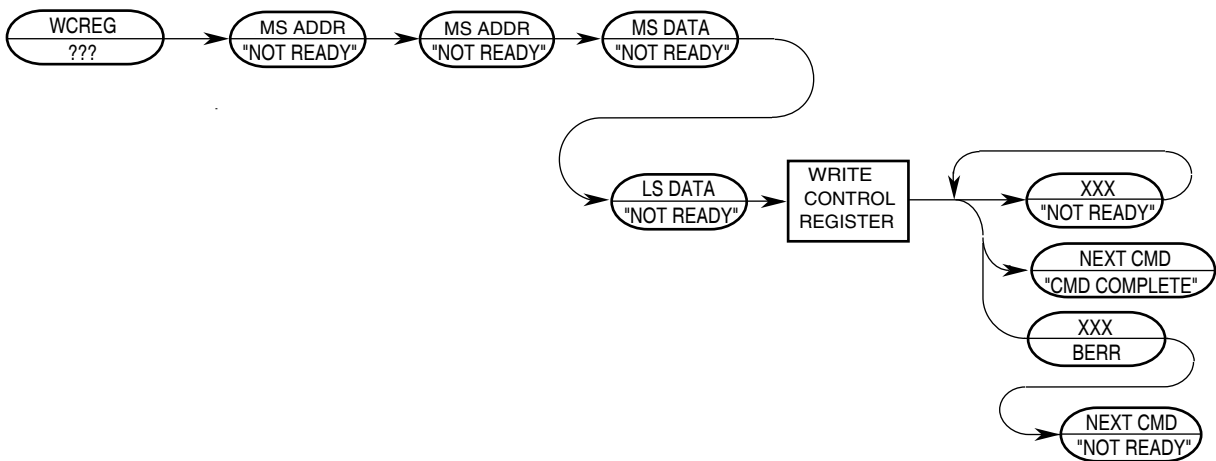 WCREG
???
MS ADDR
"NOT READY"
MS ADDR
"NOT READY"
MS DATA
"NOT READY"
LS DATA
"NOT READY"
WRITE
CONTROL
REGISTER
XXX
"NOT READY"
NEXT CMD
"CMD COMPLETE"
XXX
BERR
NEXT CMD
"NOT READY"